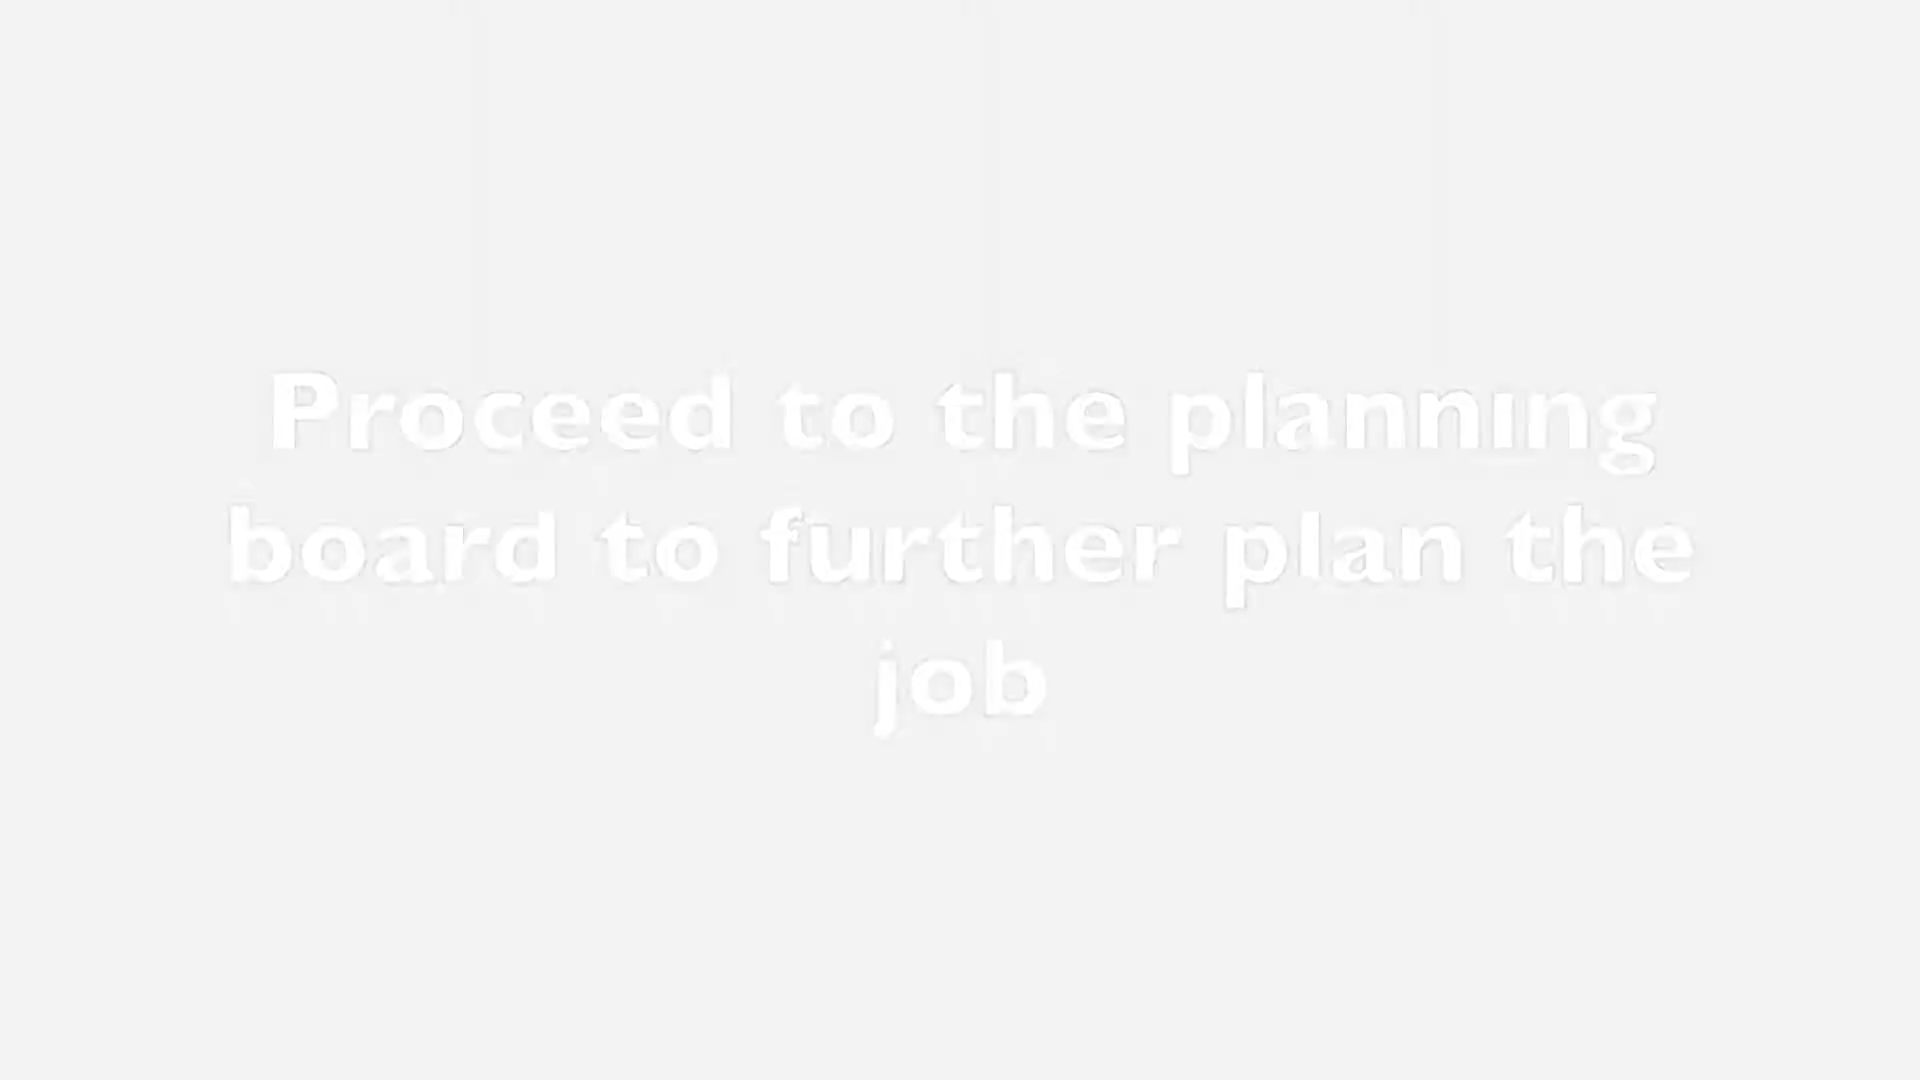 Proceed to the planning
board to further plan the
job